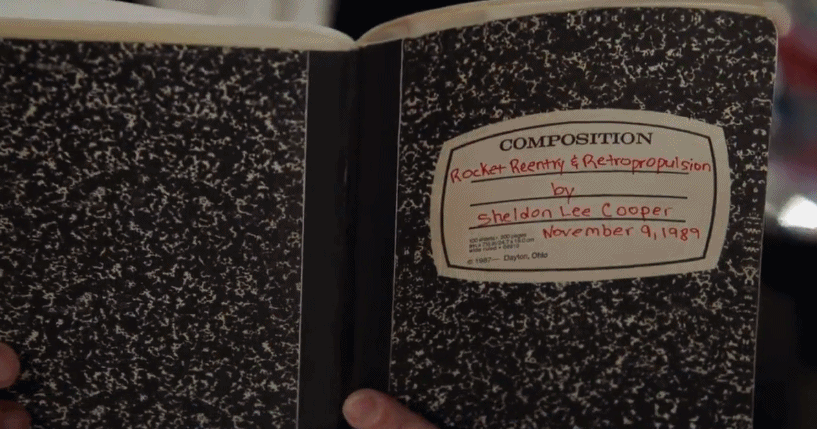 COMPOSITION
Rocket Reentry & Retropropulsion
by
Sheldon Lee Cooper
November 9, 1989
© 1987— Dayton, Ohio